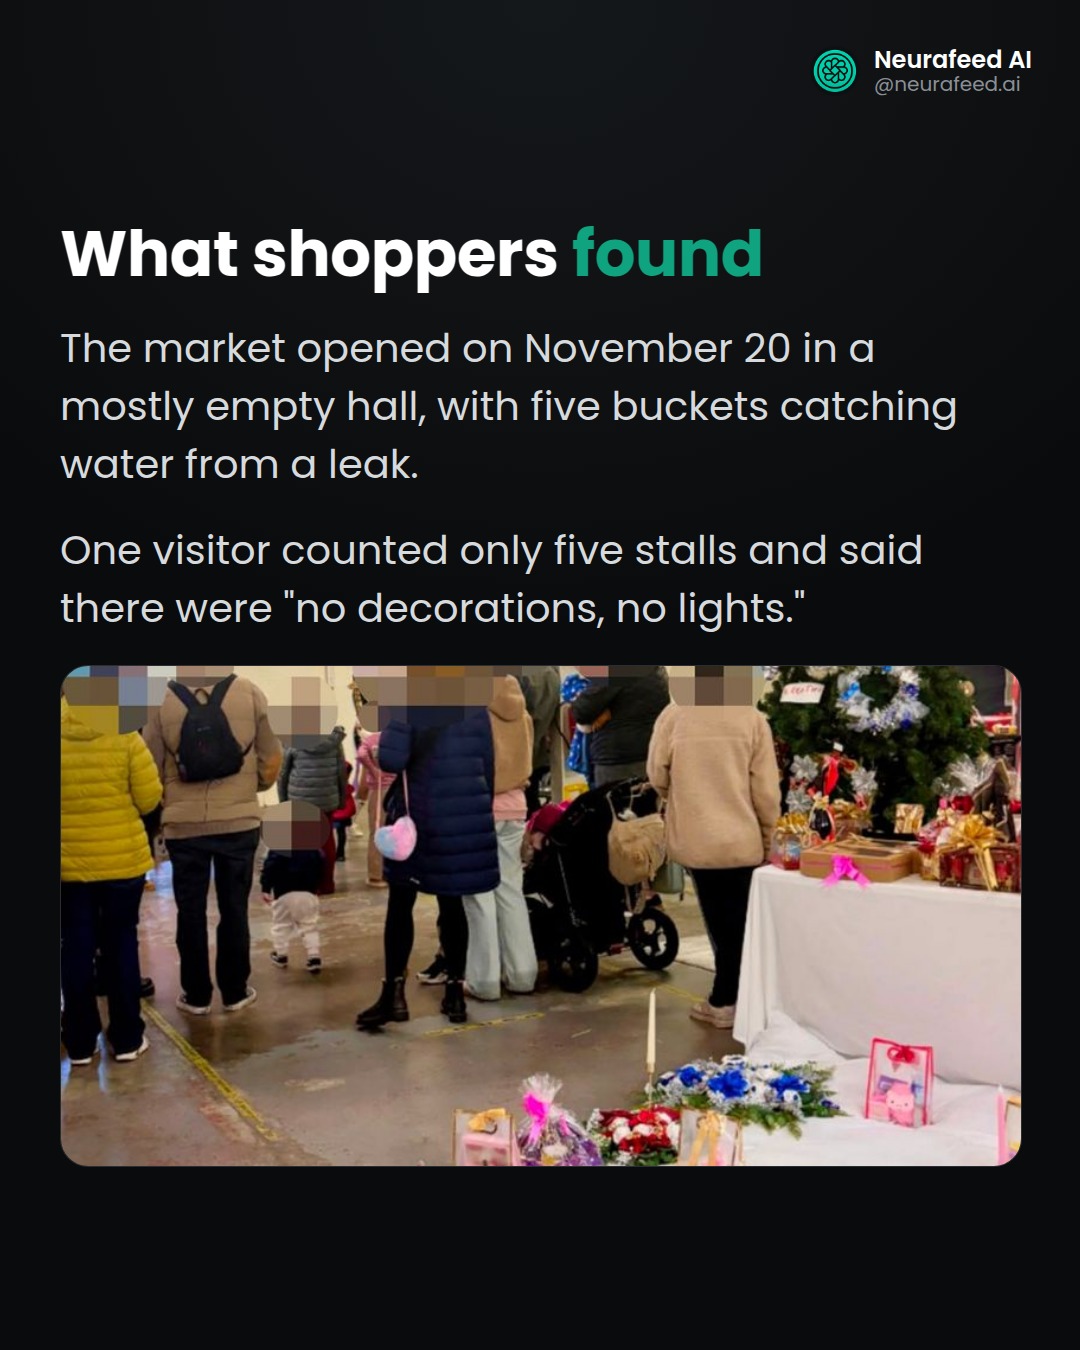 Neurafeed AI
@neurafeed.ai
What shoppers found
The market opened on November 20 in a
mostly empty hall, with five buckets catching
water from a leak.
One visitor counted only five stalls and said
there were "no decorations, no lights."